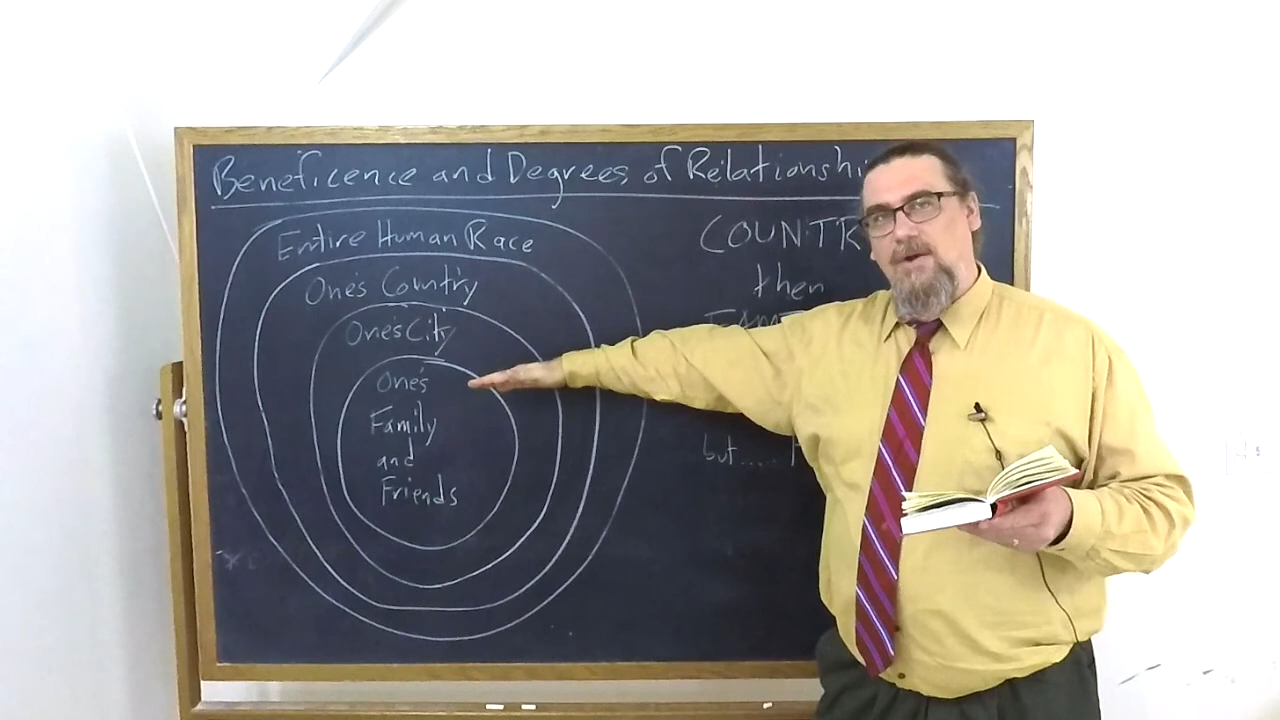 Beneficence and Degrees of Relationshi
Entire Human Race
One's Country
One's City
One's
Family
and
Friends
COUNTR
then
but.....